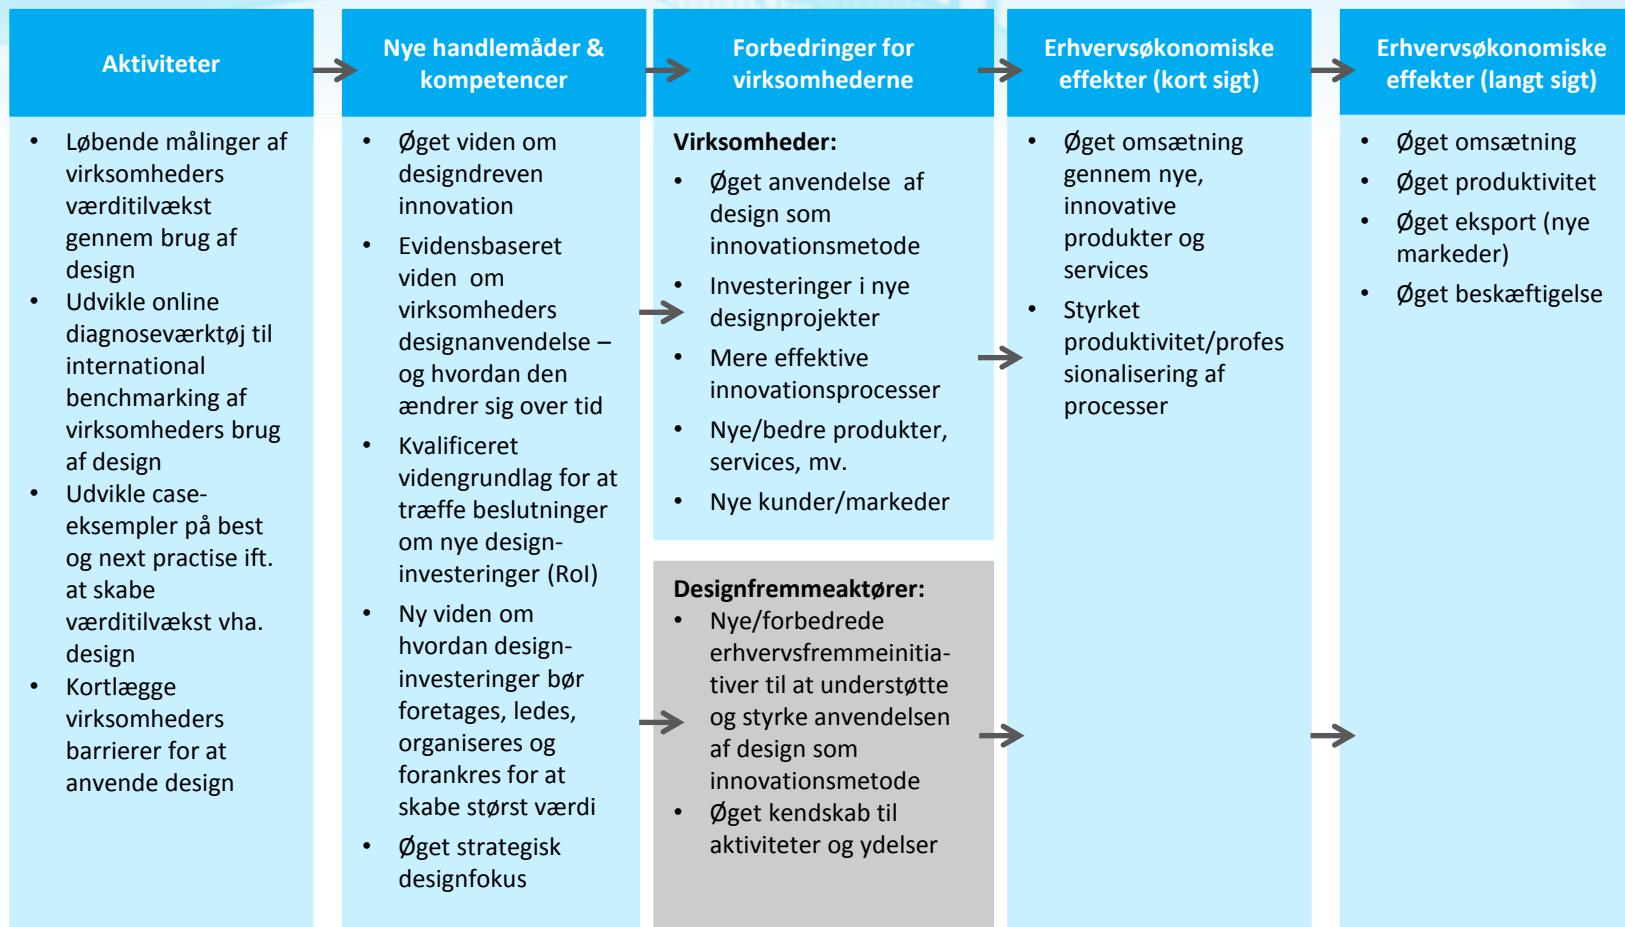 Aktiviteter
Nye handlemåder &
kompetencer
Forbedringer for
virksomhederne
Erhvervsøkonomiske
effekter (kort sigt)
Erhvervsøkonomiske
effekter (langt sigt)
• Løbende målinger af
virksomheders
værditilvækst
gennem brug af
design
• Udvikle online
diagnoseværktøj til
international
benchmarking af
virksomheders brug
af design
• Udvikle case-
eksempler på best
og next practise ift.
at skabe
værditilvækst vha.
design
• Kortlægge
virksomheders
barrierer for at
anvende design
• Øget viden om
designdreven
innovation
• Evidensbaseret
viden om
virksomheders
designanvendelse –
og hvordan den
ændrer sig over tid
• Kvalificeret
videngrundlag for at
træffe beslutninger
om nye design-
investeringer (RoI)
• Ny viden om
hvordan design-
investeringer bør
foretages, ledes,
organiseres og
forankres for at
skabe størst værdi
• Øget strategisk
designfokus
Virksomheder:
• Øget anvendelse af
design som
innovationsmetode
• Investeringer i nye
designprojekter
• Mere effektive
innovationsprocesser
• Nye/bedre produkter,
services, mv.
• Nye kunder/markeder
Designfremmeaktører:
• Nye/forbedrede
erhvervsfremmeinitia-
tiver til at understøtte
og styrke anvendelsen
af design som
innovationsmetode
• Øget kendskab til
aktiviteter og ydelser
• Øget omsætning
gennem nye,
innovative
produkter og
services
• Styrket
produktivitet/profes
sionalisering af
processer
• Øget omsætning
• Øget produktivitet
• Øget eksport (nye
markeder)
• Øget beskæftigelse